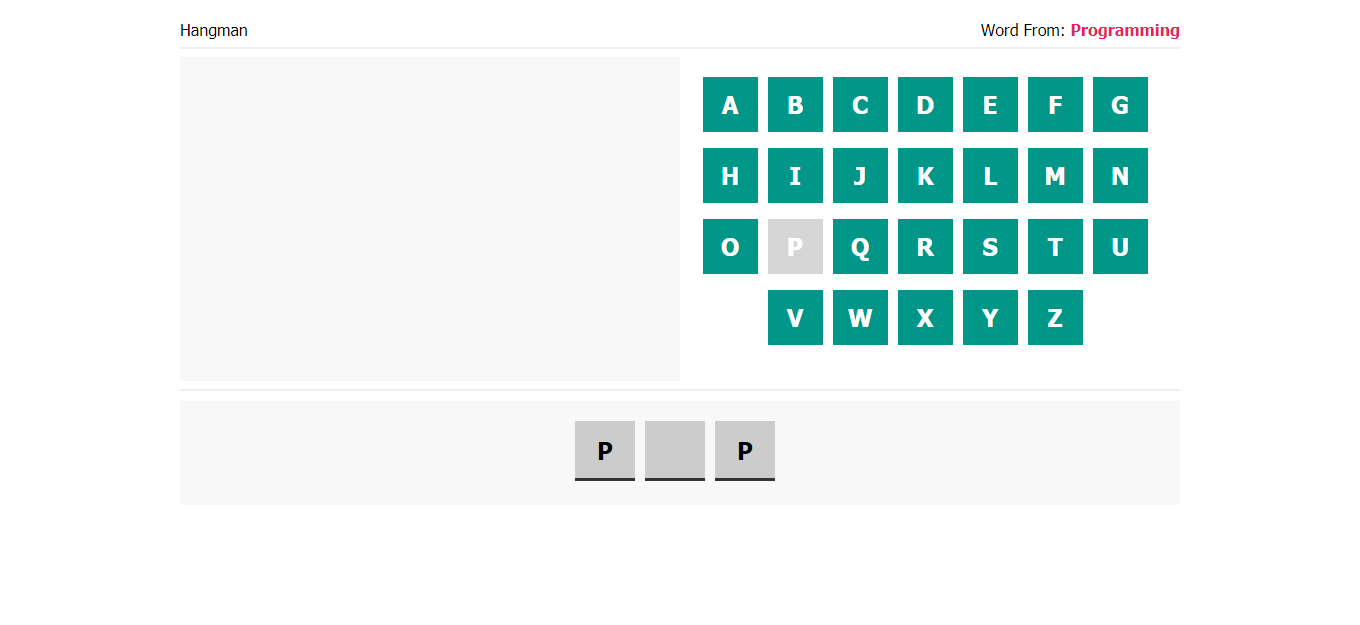 Hangman
Word From: Programming
A B C D E F G
H I J K L M N
O P Q R S T U
V W X Y Z
P P